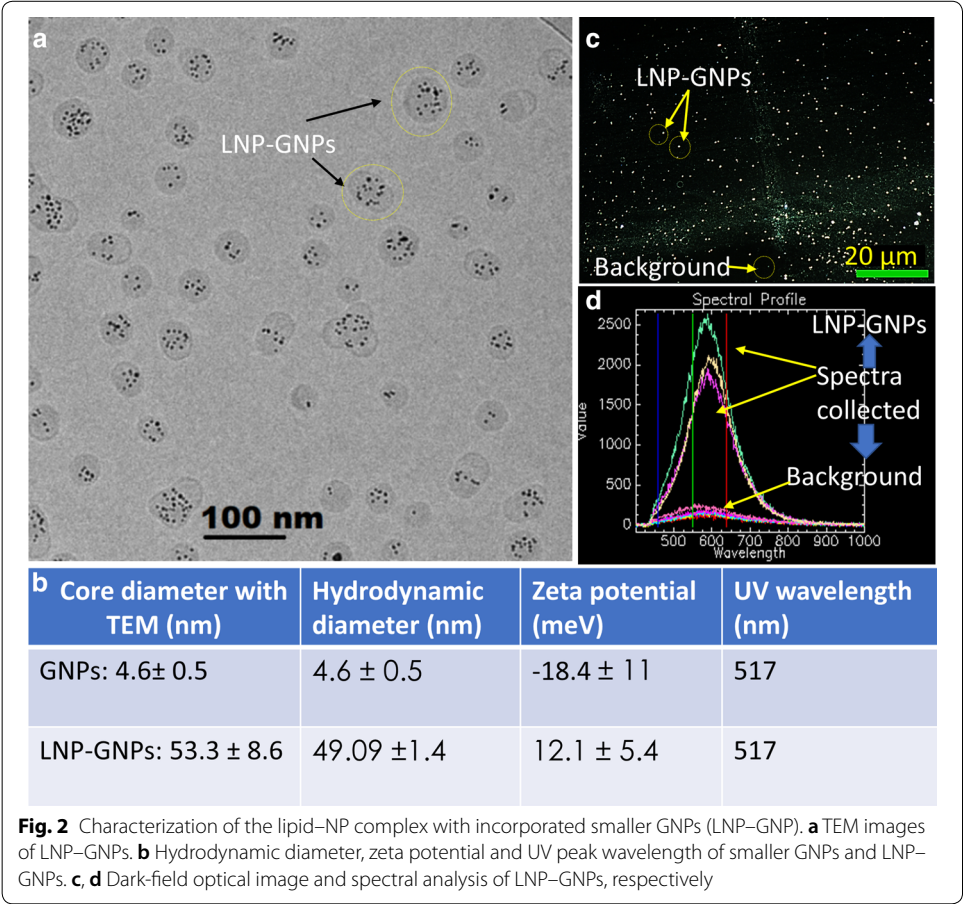 a
LNP-GNPs
100 nm
c
LNP-GNPs
Background
20 µm
d
Spectral Profile
2500
2000
1500
1000
500
0
Value
500 600 700 800 900 1000
Wavelength
LNP-GNPs
Spectra
collected
Background
b
Core diameter with
TEM (nm)
Hydrodynamic
diameter (nm)
Zeta potential
(meV)
UV wavelength
(nm)
GNPs: 4.6± 0.5
4.6 ± 0.5
-18.4 ± 11
517
LNP-GNPs: 53.3 ± 8.6
49.09 ±1.4
12.1 ± 5.4
517
Fig. 2 Characterization of the lipid–NP complex with incorporated smaller GNPs (LNP–GNP). a TEM images
of LNP–GNPs. b Hydrodynamic diameter, zeta potential and UV peak wavelength of smaller GNPs and LNP–
GNPs. c, d Dark-field optical image and spectral analysis of LNP–GNPs, respectively